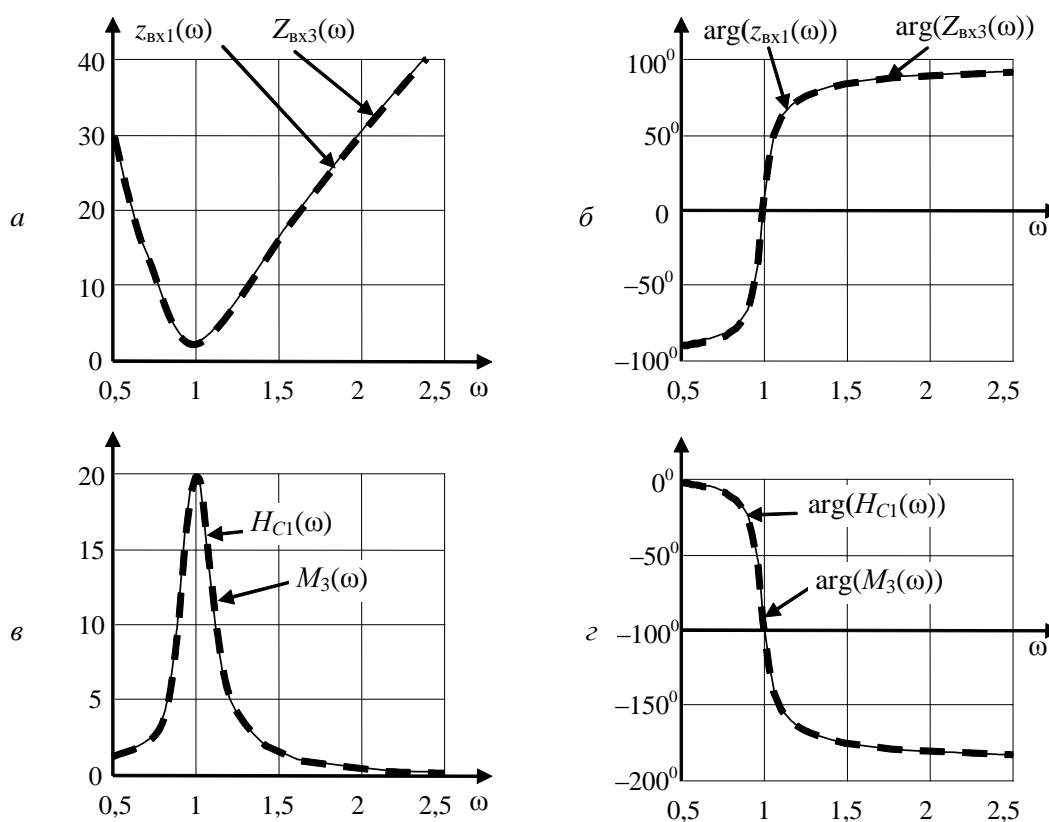 z_вх1(ω) Z_вх3(ω)
40
30
20
10
0
0,5 1 1,5 2 2,5 ω
а
arg(z_вх1(ω)) arg(Z_вх3(ω))
100⁰
50⁰
0
−50⁰
−100⁰
ω
0,5 1 1,5 2 2,5
б
20
15
10
5
0
H_C1(ω)
M_3(ω)
0,5 1 1,5 2 2,5 ω
в
0⁰
−50⁰
−100⁰
−150⁰
−200⁰
arg(H_C1(ω))
arg(M_3(ω))
ω
0,5 1 1,5 2 2,5
г